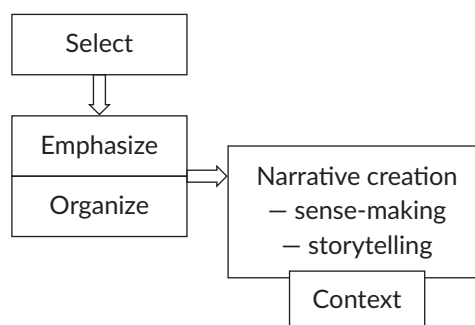 Select
Emphasize
Organize
Narrative creation
— sense-making
— storytelling
Context